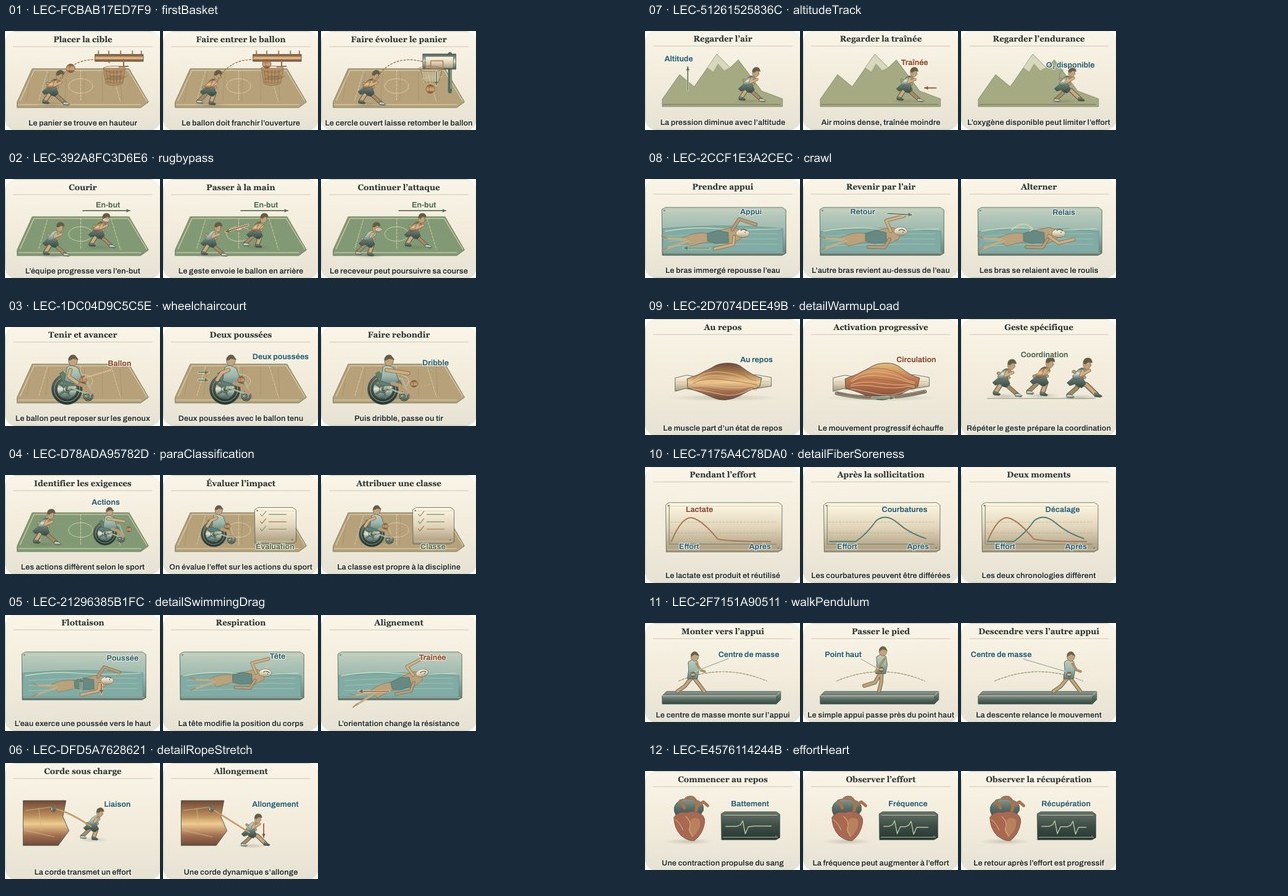 01 · LEC-FCBAB17ED7F9 · firstBasket
Placer la cible
Faire entrer le ballon
Faire évoluer le panier
Le panier se trouve en hauteur
Le ballon doit franchir l'ouverture
Le cercle ouvert laisse retomber le ballon
02 · LEC-392A8FC3D6E6 · rugbypass
Courir
Passer à la main
Continuer l'attaque
En-but
En-but
En-but
L'équipe progresse vers l'en-but
Le geste envoie le ballon en arrière
Le receveur peut poursuivre sa course
03 · LEC-1DC04D9C5C5E · wheelchaircourt
Tenir et avancer
Deux poussées
Faire rebondir
Ballon
Deux poussées
Dribble
Le ballon peut reposer sur les genoux
Deux poussées avec le ballon tenu
Puis dribble, passe ou tir
04 · LEC-D78ADA95782D · paraClassification
Identifier les exigences
Évaluer l'impact
Attribuer une classe
Actions
Évaluation
Classe
Les actions diffèrent selon le sport
On évalue l'effet sur les actions du sport
La classe est propre à la discipline
05 · LEC-21296385B1FC · detailSwimmingDrag
Flottaison
Respiration
Alignement
Poussée
Tête
Traînée
L'eau exerce une poussée vers le haut
La tête modifie la position du corps
L'orientation change la résistance
06 · LEC-DFD5A7628621 · detailRopeStretch
Corde sous charge
Allongement
Liaison
Allongement
La corde transmet un effort
Une corde dynamique s'allonge
07 · LEC-51261525836C · altitudeTrack
Regarder l'air
Regarder la traînée
Regarder l'endurance
Altitude
Traînée
O₂ disponible
La pression diminue avec l'altitude
Air moins dense, traînée moindre
L'oxygène disponible peut limiter l'effort
08 · LEC-2CCF1E3A2CEC · crawl
Prendre appui
Revenir par l'air
Alterner
Appui
Retour
Relais
Le bras immergé repousse l'eau
L'autre bras revient au-dessus de l'eau
Les bras se relaient avec le roulis
09 · LEC-2D7074DEE49B · detailWarmupLoad
Au repos
Activation progressive
Geste spécifique
Au repos
Circulation
Coordination
Le muscle part d'un état de repos
Le mouvement progressif échauffe
Répéter le geste prépare la coordination
10 · LEC-7175A4C78DA0 · detailFiberSoreness
Pendant l'effort
Après la sollicitation
Deux moments
Lactate
Courbatures
Décalage
Effort
Après
Effort
Après
Effort
Après
Le lactate est produit et réutilisé
Les courbatures peuvent être différées
Les deux chronologies diffèrent
11 · LEC-2F7151A90511 · walkPendulum
Monter vers l'appui
Passer le pied
Descendre vers l'autre appui
Centre de masse
Point haut
Centre de masse
Le centre de masse monte sur l'appui
Le simple appui passe près du point haut
La descente relance le mouvement
12 · LEC-E4576114244B · effortHeart
Commencer au repos
Observer l'effort
Observer la récupération
Battement
Fréquence
Récupération
Une contraction propulse du sang
La fréquence peut augmenter à l'effort
Le retour après l'effort est progressif